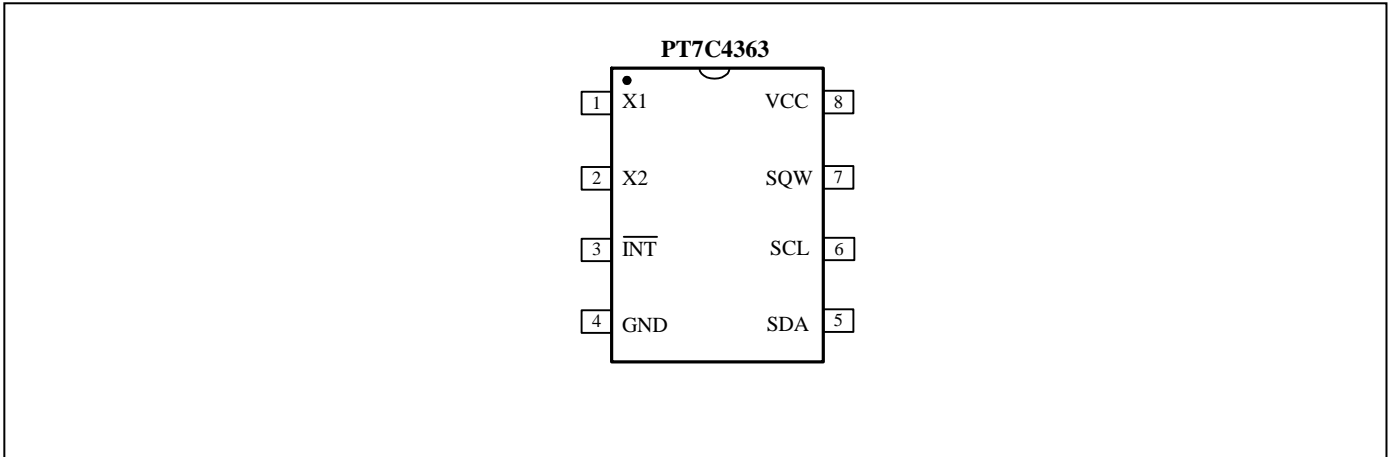 PT7C4363
1 X1 VCC 8
2 X2 SQW 7
3 INT SCL 6
4 GND SDA 5